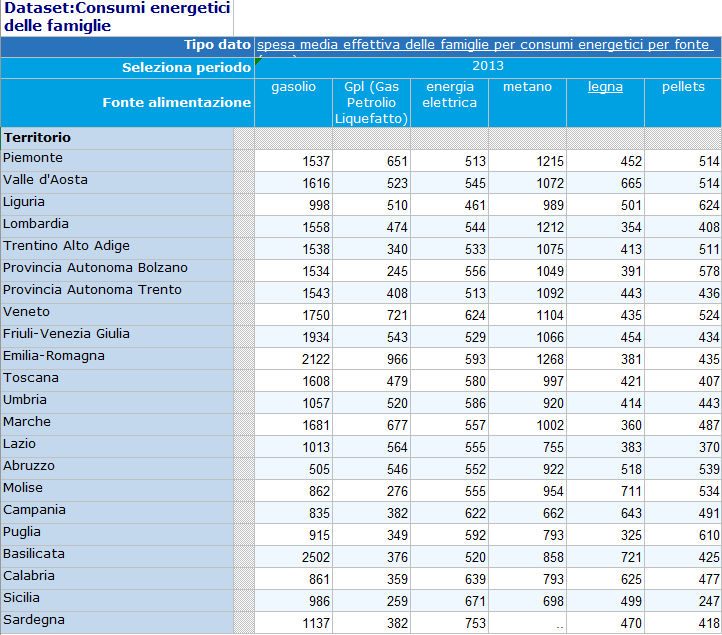 Dataset:Consumi energetici
delle famiglie
Tipo dato spesa media effettiva delle famiglie per consumi energetici per fonte
Seleziona periodo 2013
Fonte alimentazione gasolio Gpl (Gas Petrolio Liquefatto) energia elettrica metano legna pellets
Territorio
Piemonte 1537 651 513 1215 452 514
Valle d'Aosta 1616 523 545 1072 665 514
Liguria 998 510 461 989 501 624
Lombardia 1558 474 544 1212 354 408
Trentino Alto Adige 1538 340 533 1075 413 511
Provincia Autonoma Bolzano 1534 245 556 1049 391 578
Provincia Autonoma Trento 1543 408 513 1092 443 436
Veneto 1750 721 624 1104 435 524
Friuli-Venezia Giulia 1934 543 529 1066 454 434
Emilia-Romagna 2122 966 593 1268 381 435
Toscana 1608 479 580 997 421 407
Umbria 1057 520 586 920 414 443
Marche 1681 677 557 1002 360 487
Lazio 1013 564 555 755 383 370
Abruzzo 505 546 552 922 518 539
Molise 862 276 555 954 711 534
Campania 835 382 622 662 643 491
Puglia 915 349 592 793 325 610
Basilicata 2502 376 520 858 721 425
Calabria 861 359 639 793 625 477
Sicilia 986 259 671 698 499 247
Sardegna 1137 382 753 .. 470 418